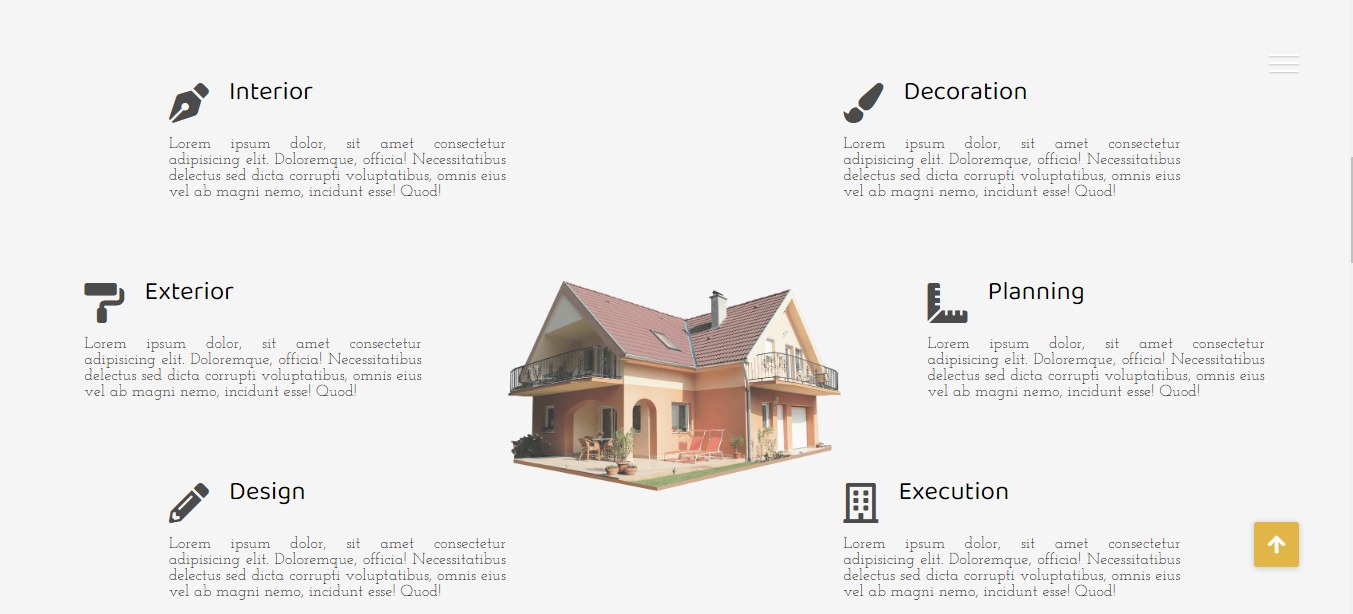 Interior
Lorem ipsum dolor, sit amet consectetur
adipisicing elit. Doloremque, officia! Necessitatibus
delectus sed dicta corrupti voluptatibus, omnis eius
vel ab magni nemo, incidunt esse! Quod!
Decoration
Lorem ipsum dolor, sit amet consectetur
adipisicing elit. Doloremque, officia! Necessitatibus
delectus sed dicta corrupti voluptatibus, omnis eius
vel ab magni nemo, incidunt esse! Quod!
Exterior
Lorem ipsum dolor, sit amet consectetur
adipisicing elit. Doloremque, officia! Necessitatibus
delectus sed dicta corrupti voluptatibus, omnis eius
vel ab magni nemo, incidunt esse! Quod!
Planning
Lorem ipsum dolor, sit amet consectetur
adipisicing elit. Doloremque, officia! Necessitatibus
delectus sed dicta corrupti voluptatibus, omnis eius
vel ab magni nemo, incidunt esse! Quod!
Design
Lorem ipsum dolor, sit amet consectetur
adipisicing elit. Doloremque, officia! Necessitatibus
delectus sed dicta corrupti voluptatibus, omnis eius
vel ab magni nemo, incidunt esse! Quod!
Execution
Lorem ipsum dolor, sit amet consectetur
adipisicing elit. Doloremque, officia! Necessitatibus
delectus sed dicta corrupti voluptatibus, omnis eius
vel ab magni nemo, incidunt esse! Quod!